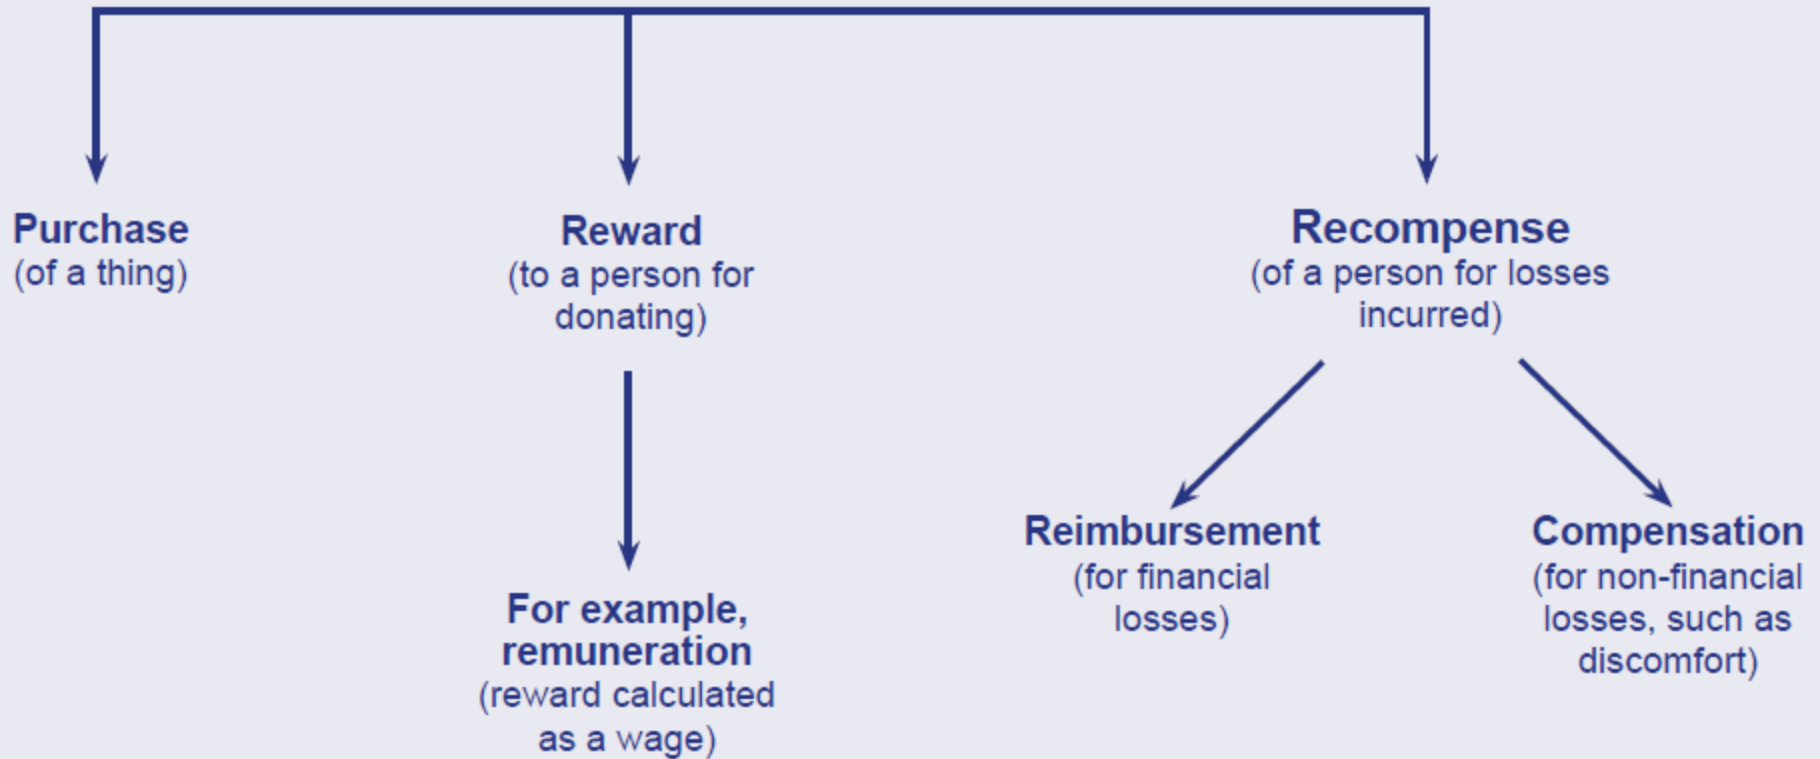 Purchase
(of a thing)
Reward
(to a person for
donating)
For example,
remuneration
(reward calculated
as a wage)
Recompense
(of a person for losses
incurred)
Reimbursement
(for financial
losses)
Compensation
(for non-financial
losses, such as
discomfort)